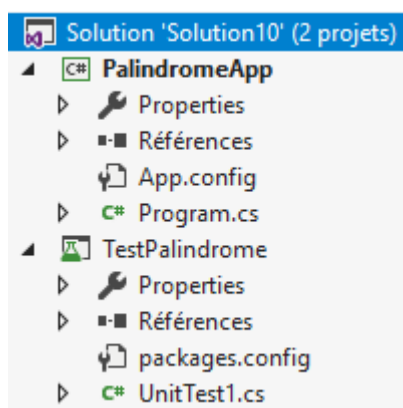 Solution 'Solution10' (2 projets)
C# PalindromeApp
Properties
Références
App.config
C# Program.cs
TestPalindrome
Properties
Références
packages.config
C# UnitTest1.cs